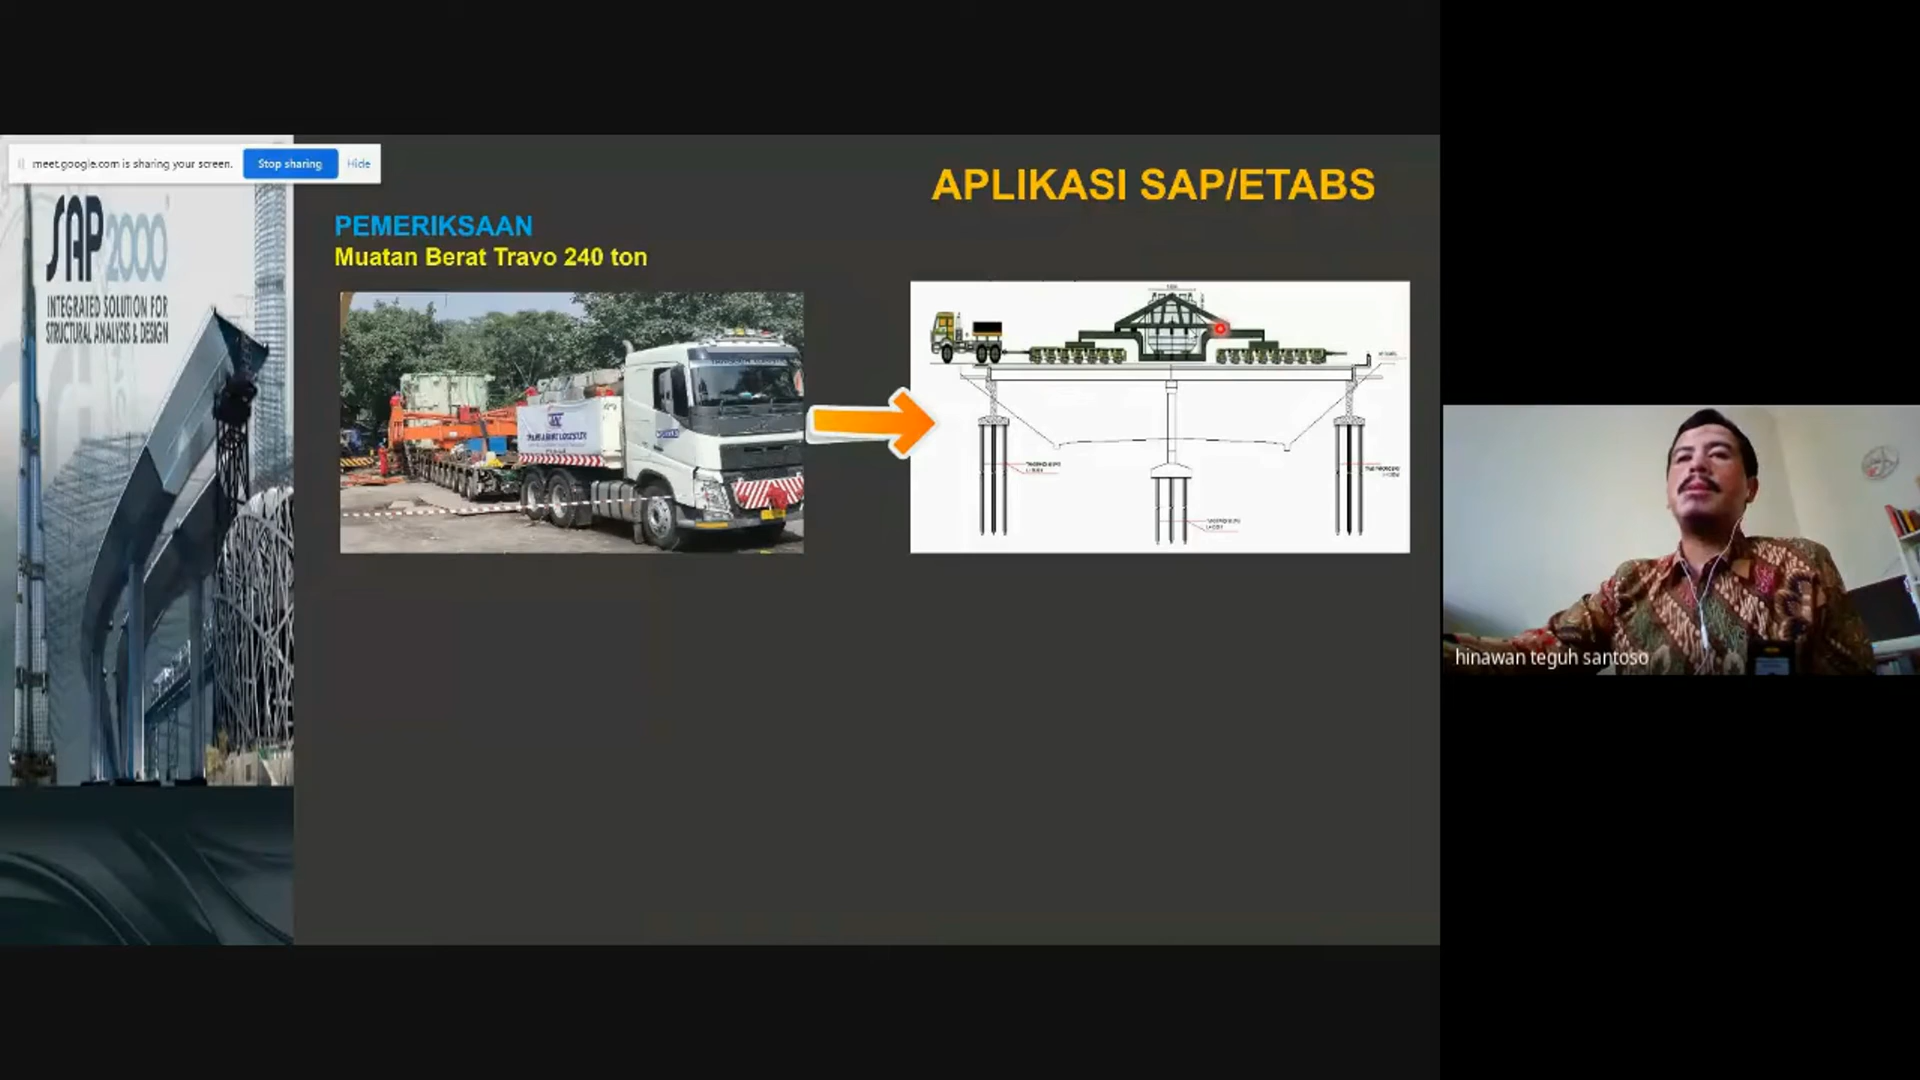 meet.google.com is sharing your screen.
Stop sharing
Hide
SAP2000
INTEGRATED SOLUTION FOR
STRUCTURAL ANALYSIS & DESIGN
APLIKASI SAP/ETABS
PEMERIKSAAN
Muatan Berat Travo 240 ton
hinawan teguh santoso